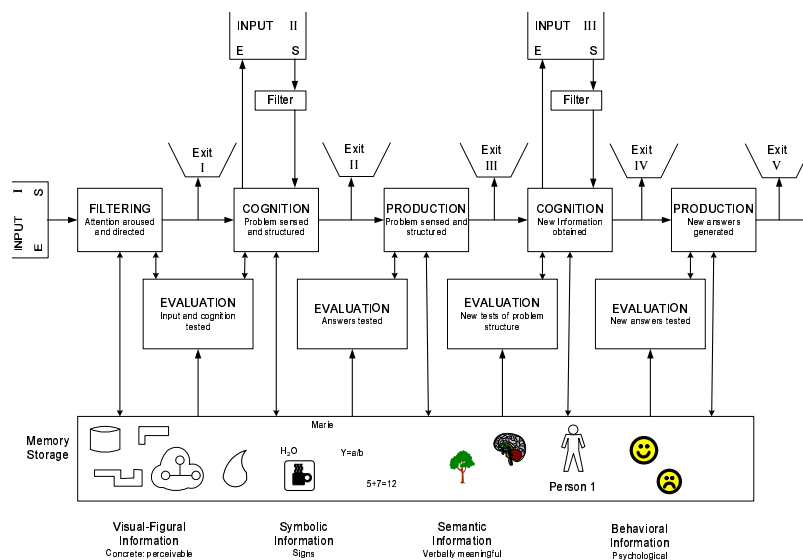 INPUT II
E S
Filter
INPUT III
E S
Filter
Exit
I
Exit
II
Exit
III
Exit
IV
Exit
V
INPUT I
E S
FILTERING
Attention aroused
and directed
COGNITION
Problem sensed
and structured
PRODUCTION
Problem sensed and
structured
COGNITION
New Information
obtained
PRODUCTION
New answers
generated
EVALUATION
Input and cognition
tested
EVALUATION
Answers tested
EVALUATION
New tests of problem
structure
EVALUATION
New answers tested
Memory
Storage
Marie
H₂O
Y=a/b
5+7=12
Person 1
Visual-Figural
Information
Concrete: perceivable
Symbolic
Information
Signs
Semantic
Information
Verbally meaningful
Behavioral
Information
Psychological